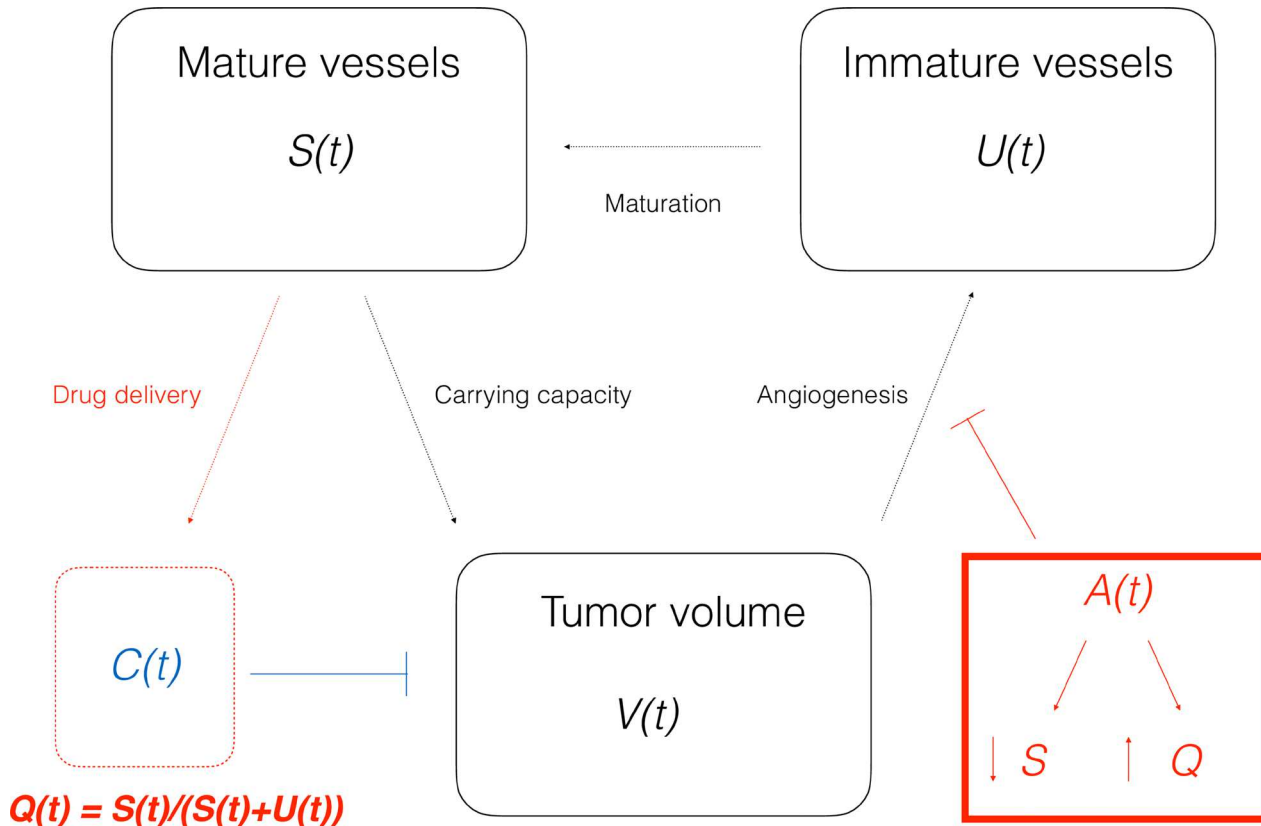 Mature vessels
S(t)
Immature vessels
U(t)
Maturation
Drug delivery
Carrying capacity
Angiogenesis
C(t)
Tumor volume
V(t)
A(t)
↓ S
↑ Q
Q(t) = S(t)/(S(t)+U(t))